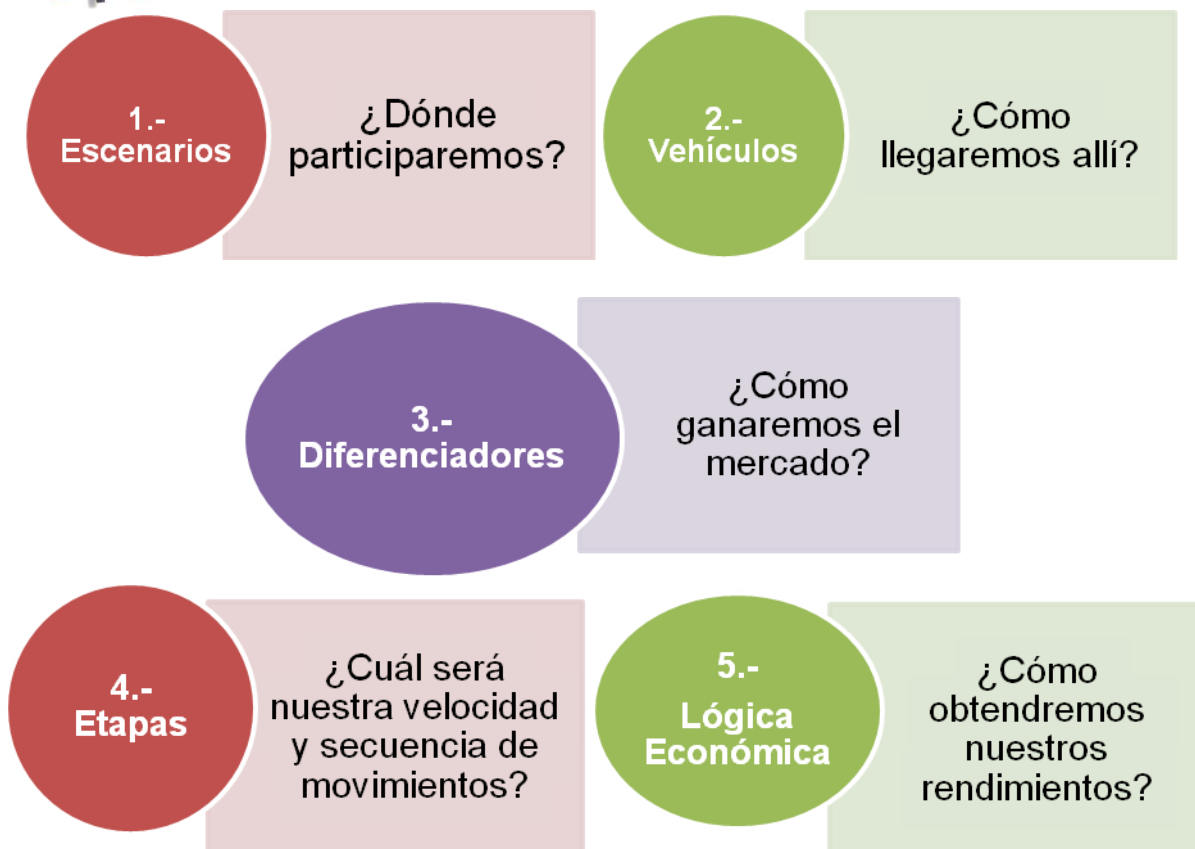 1.-
Escenarios
¿Dónde
participaremos?
2.-
Vehículos
¿Cómo
llegaremos allí?
3.-
Diferenciadores
¿Cómo
ganaremos el
mercado?
4.-
Etapas
¿Cuál será
nuestra velocidad
y secuencia de
movimientos?
5.-
Lógica
Económica
¿Cómo
obtendremos
nuestros
rendimientos?